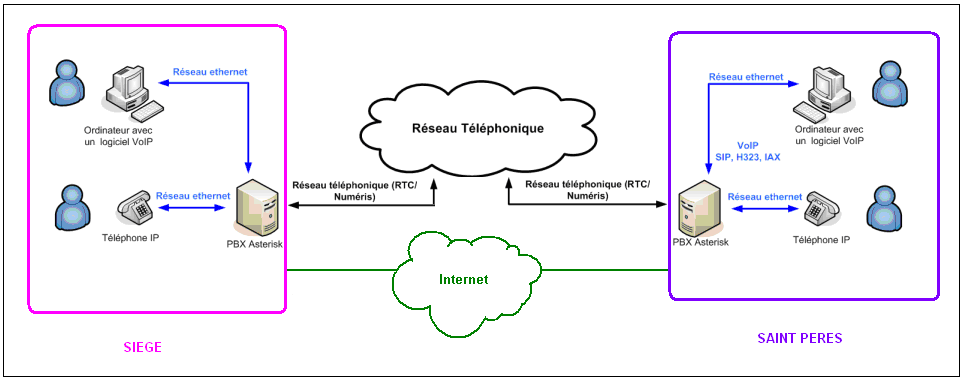 Réseau ethernet
Ordinateur avec
un logiciel VoIP
Réseau ethernet
Téléphone IP
PBX Asterisk
SIEGE
Réseau Téléphonique
Réseau téléphonique (RTC/
Numéris)
Réseau téléphonique (RTC/
Numéris)
Internet
Réseau ethernet
Ordinateur avec
un logiciel VoIP
VoIP
SIP, H323, IAX
Réseau ethernet
PBX Asterisk
Téléphone IP
SAINT PERES